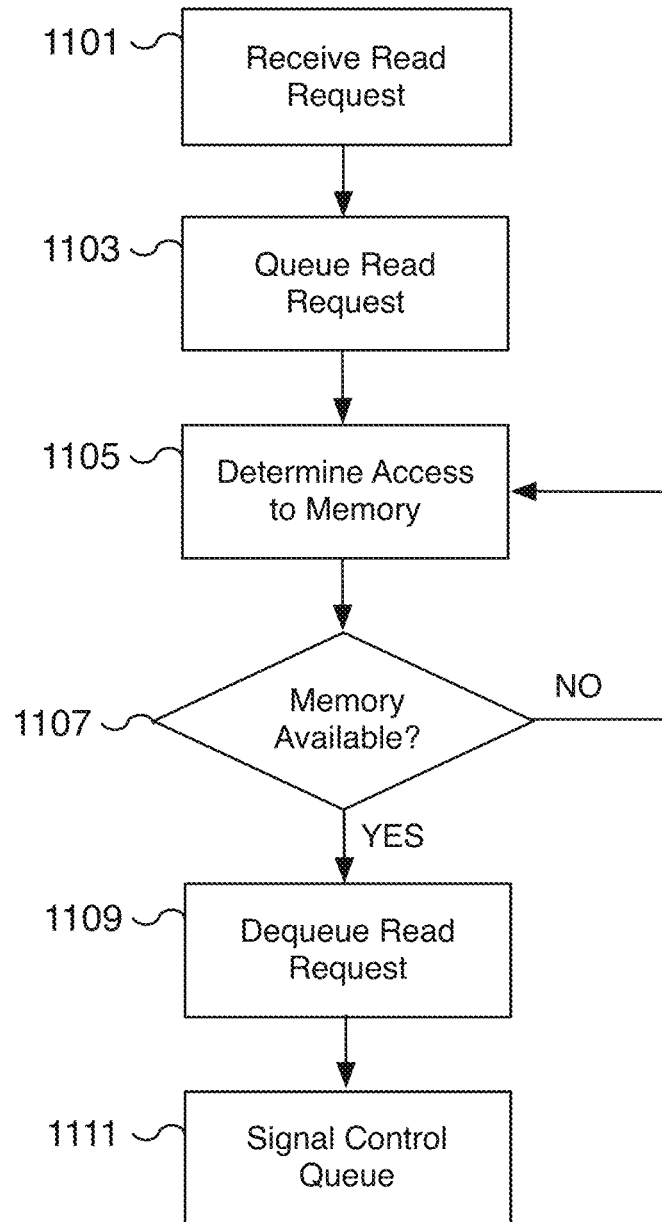 1101
Receive Read
Request
1103
Queue Read
Request
1105
Determine Access
to Memory
1107
Memory
Available?
NO
YES
1109
Dequeue Read
Request
1111
Signal Control
Queue